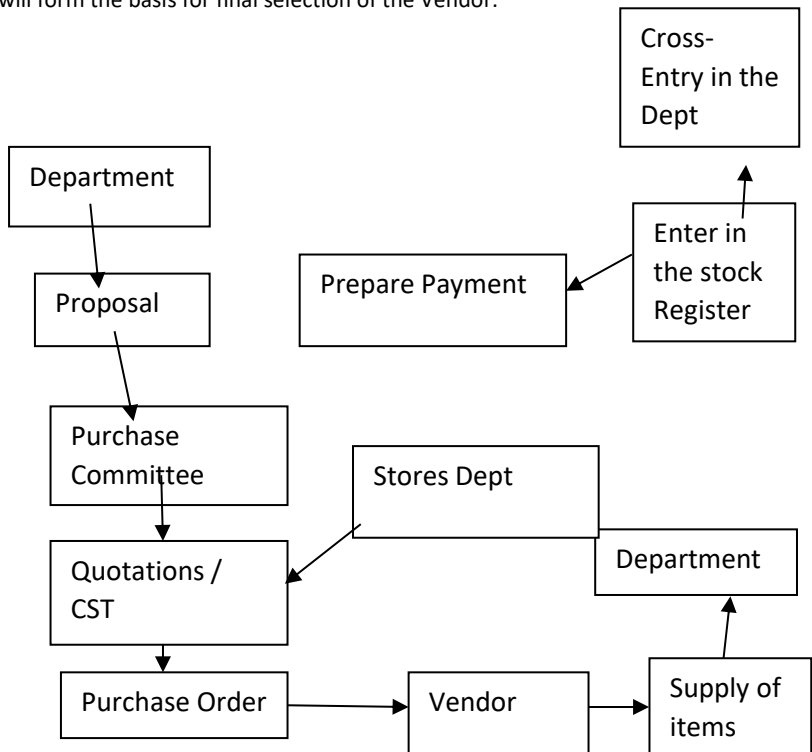 will form the basis for final selection of the Vendor.
Cross-
Entry in the
Dept
Department
Enter in
the stock
Register
Prepare Payment
Proposal
Purchase
Committee
Stores Dept
Quotations /
CST
Department
Purchase Order
Vendor
Supply of
items